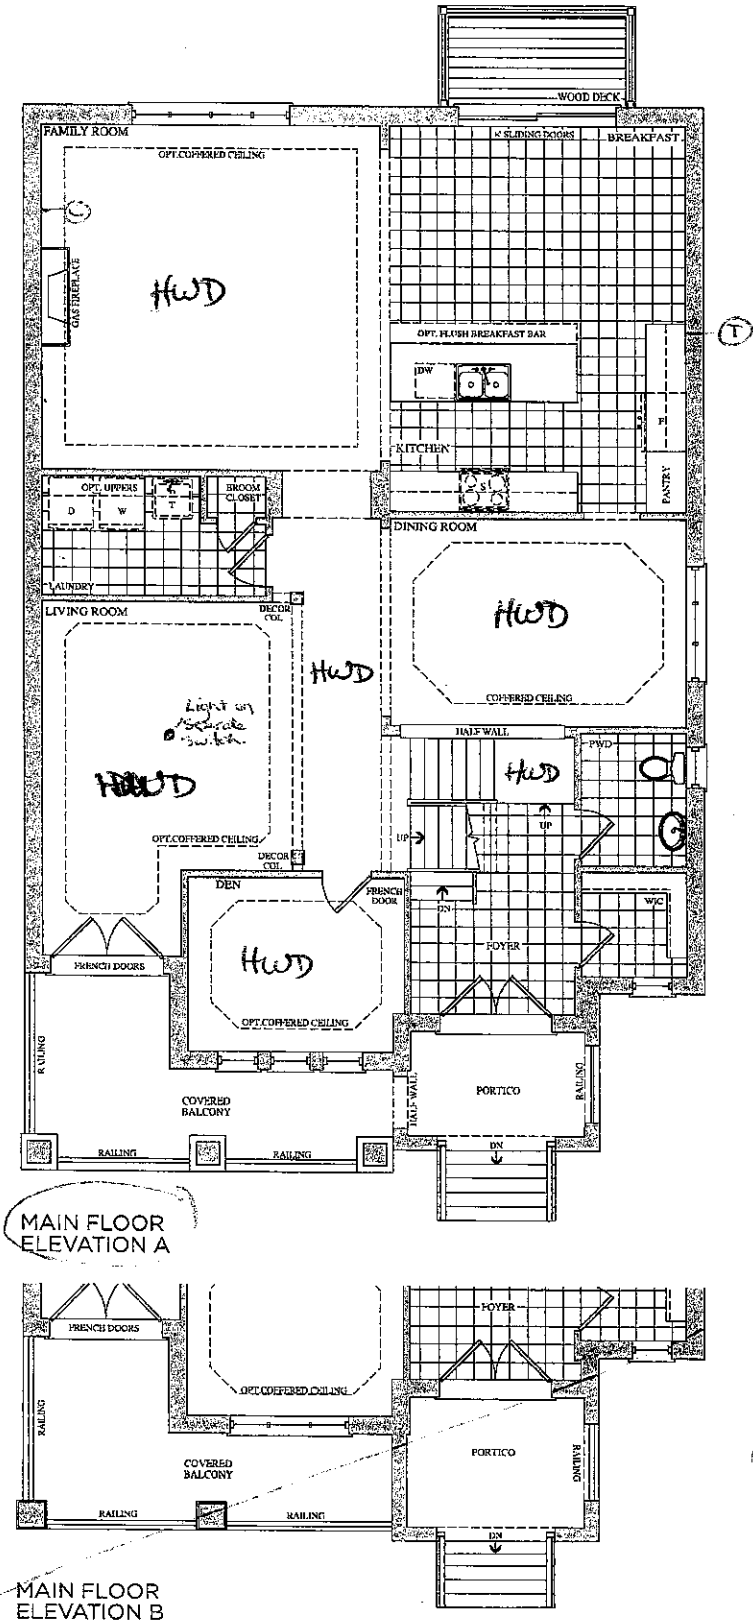 WOOD DECK
FAMILY ROOM
OPT. COFFERED CEILING
SLIDING DOORS
BREAKFAST
C
HWD
GAS FIREPLACE
T
OPT. FLUSH BREAKFAST BAR
DW
F
KITCHEN
PANTRY
S
OPT. UPPERS
D
W
T
BROOM
CLOSET
LAUNDRY
DINING ROOM
HWD
COFFERED CEILING
LIVING ROOM
DECOR
COL.
HWD
Light on
separate
switch.
HWD
OPT. COFFERED CEILING
DECOR
COL.
HALF WALL
HWD
PWD
UP
UP
DN
DEN
FRENCH
DOOR
WIC
FOYER
HWD
OPT. COFFERED CEILING
FRENCH DOORS
RAILING
COVERED
BALCONY
HALF WALL
PORTICO
RAILING
RAILING
RAILING
DN
MAIN FLOOR
ELEVATION A
FOYER
FRENCH DOORS
OPT. COFFERED CEILING
RAILING
COVERED
BALCONY
PORTICO
RAILING
RAILING
RAILING
DN
MAIN FLOOR
ELEVATION B